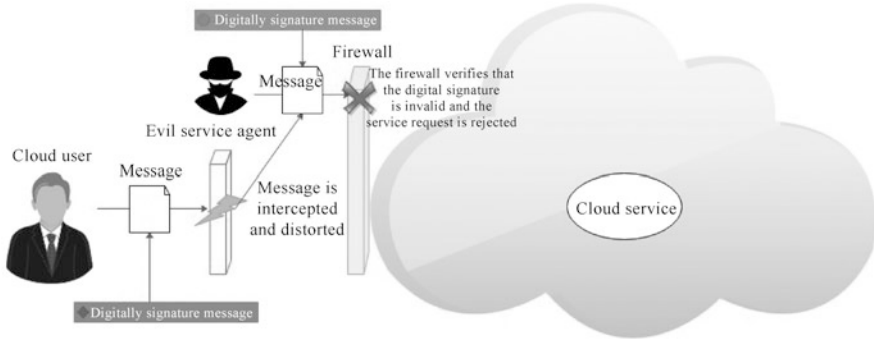 Digitally signature message
Firewall
Message
The firewall verifies that
the digital signature
is invalid and the
service request is rejected
Evil service agent
Cloud user
Message
Message is
intercepted
and distorted
Cloud service
Digitally signature message